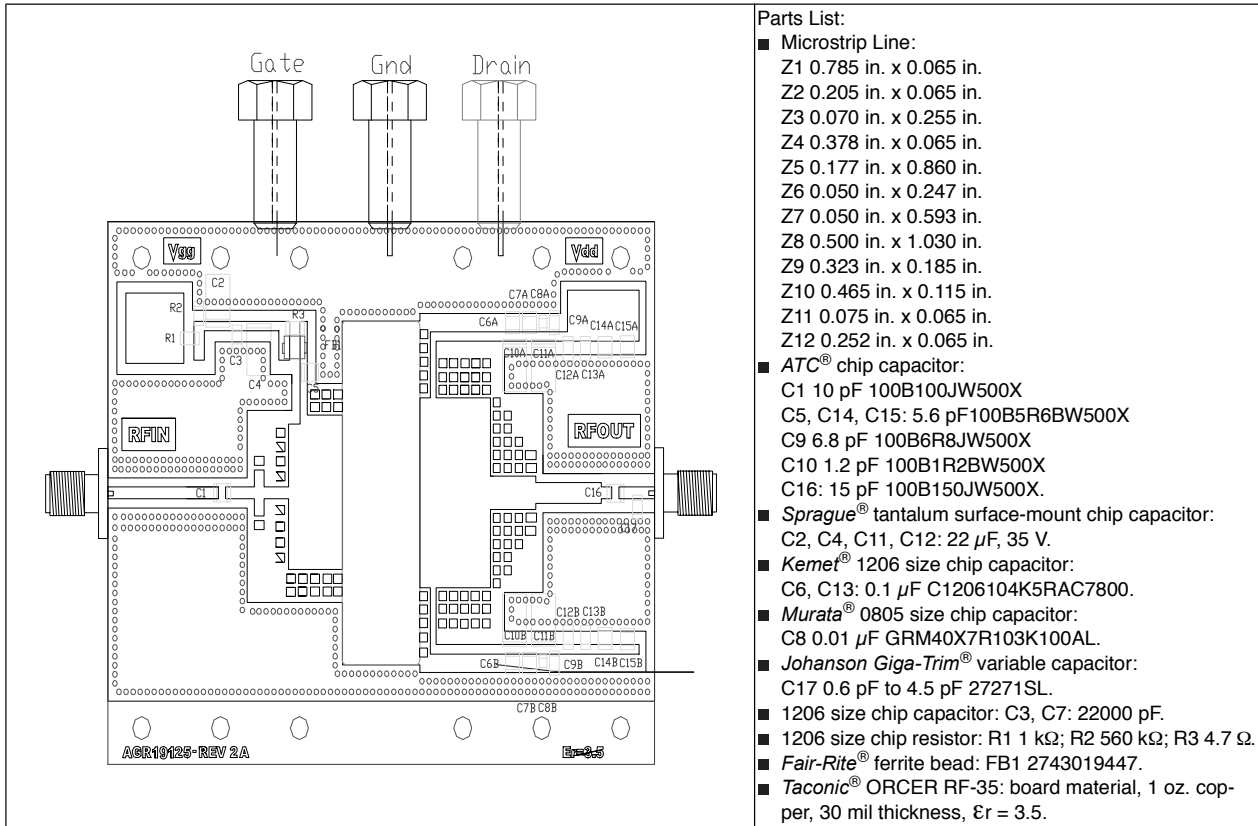 Gate Gnd Drain
Vgg Vdd
C2
R2
R3
R1
C3
C4
C5
C7A C8A
C6A
C9A
C14A C15A
C10A C11A
C12A C13A
RFIN
RFOUT
C1
C16
C17
C12B C13B
C10B C11B
C6B
C9B
C14B C15B
C7B C8B
AGR19125-REV 2A
Er=3.5
Parts List:
■ Microstrip Line:
Z1 0.785 in. x 0.065 in.
Z2 0.205 in. x 0.065 in.
Z3 0.070 in. x 0.255 in.
Z4 0.378 in. x 0.065 in.
Z5 0.177 in. x 0.860 in.
Z6 0.050 in. x 0.247 in.
Z7 0.050 in. x 0.593 in.
Z8 0.500 in. x 1.030 in.
Z9 0.323 in. x 0.185 in.
Z10 0.465 in. x 0.115 in.
Z11 0.075 in. x 0.065 in.
Z12 0.252 in. x 0.065 in.
■ ATC® chip capacitor:
C1 10 pF 100B100JW500X
C5, C14, C15: 5.6 pF100B5R6BW500X
C9 6.8 pF 100B6R8JW500X
C10 1.2 pF 100B1R2BW500X
C16: 15 pF 100B150JW500X.
■ Sprague® tantalum surface-mount chip capacitor:
C2, C4, C11, C12: 22 µF, 35 V.
■ Kemet® 1206 size chip capacitor:
C6, C13: 0.1 µF C1206104K5RAC7800.
■ Murata® 0805 size chip capacitor:
C8 0.01 µF GRM40X7R103K100AL.
■ Johanson Giga-Trim® variable capacitor:
C17 0.6 pF to 4.5 pF 27271SL.
■ 1206 size chip capacitor: C3, C7: 22000 pF.
■ 1206 size chip resistor: R1 1 kΩ; R2 560 kΩ; R3 4.7 Ω.
■ Fair-Rite® ferrite bead: FB1 2743019447.
■ Taconic® ORCER RF-35: board material, 1 oz. cop-
per, 30 mil thickness, εr = 3.5.